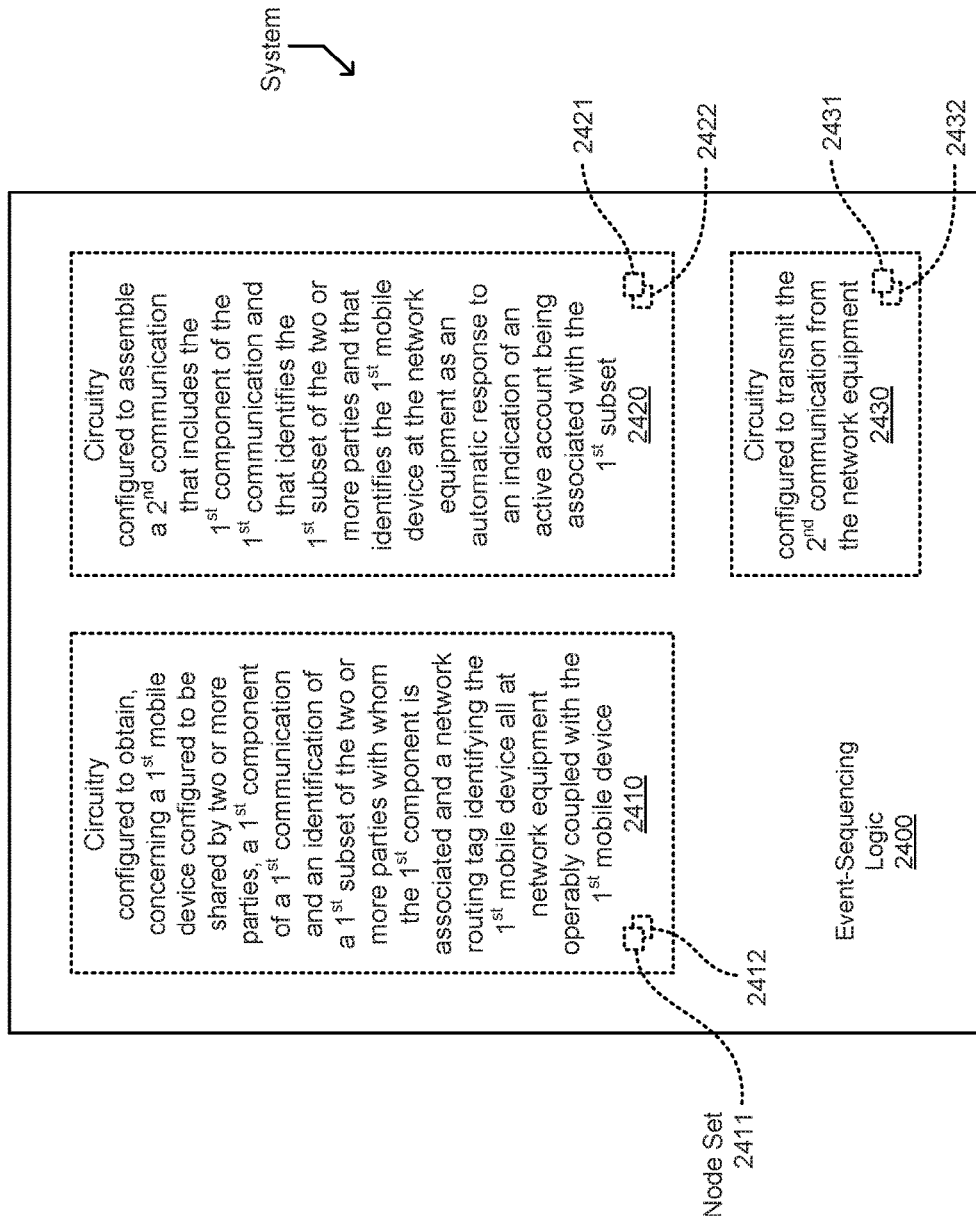 System
Circuitry
configured to obtain,
concerning a 1st mobile
device configured to be
shared by two or more
parties, a 1st component
of a 1st communication
and an identification of
a 1st subset of the two or
more parties with whom
the 1st component is
associated and a network
routing tag identifying the
1st mobile device all at
network equipment
operably coupled with the
1st mobile device
2410
Node Set
2411
2412
Circuitry
configured to assemble
a 2nd communication
that includes the
1st component of the
1st communication and
that identifies the
1st subset of the two or
more parties and that
identifies the 1st mobile
device at the network
equipment as an
automatic response to
an indication of an
active account being
associated with the
1st subset
2420
2421
2422
Event-Sequencing
Logic
2400
Circuitry
configured to transmit the
2nd communication from
the network equipment
2430
2431
2432